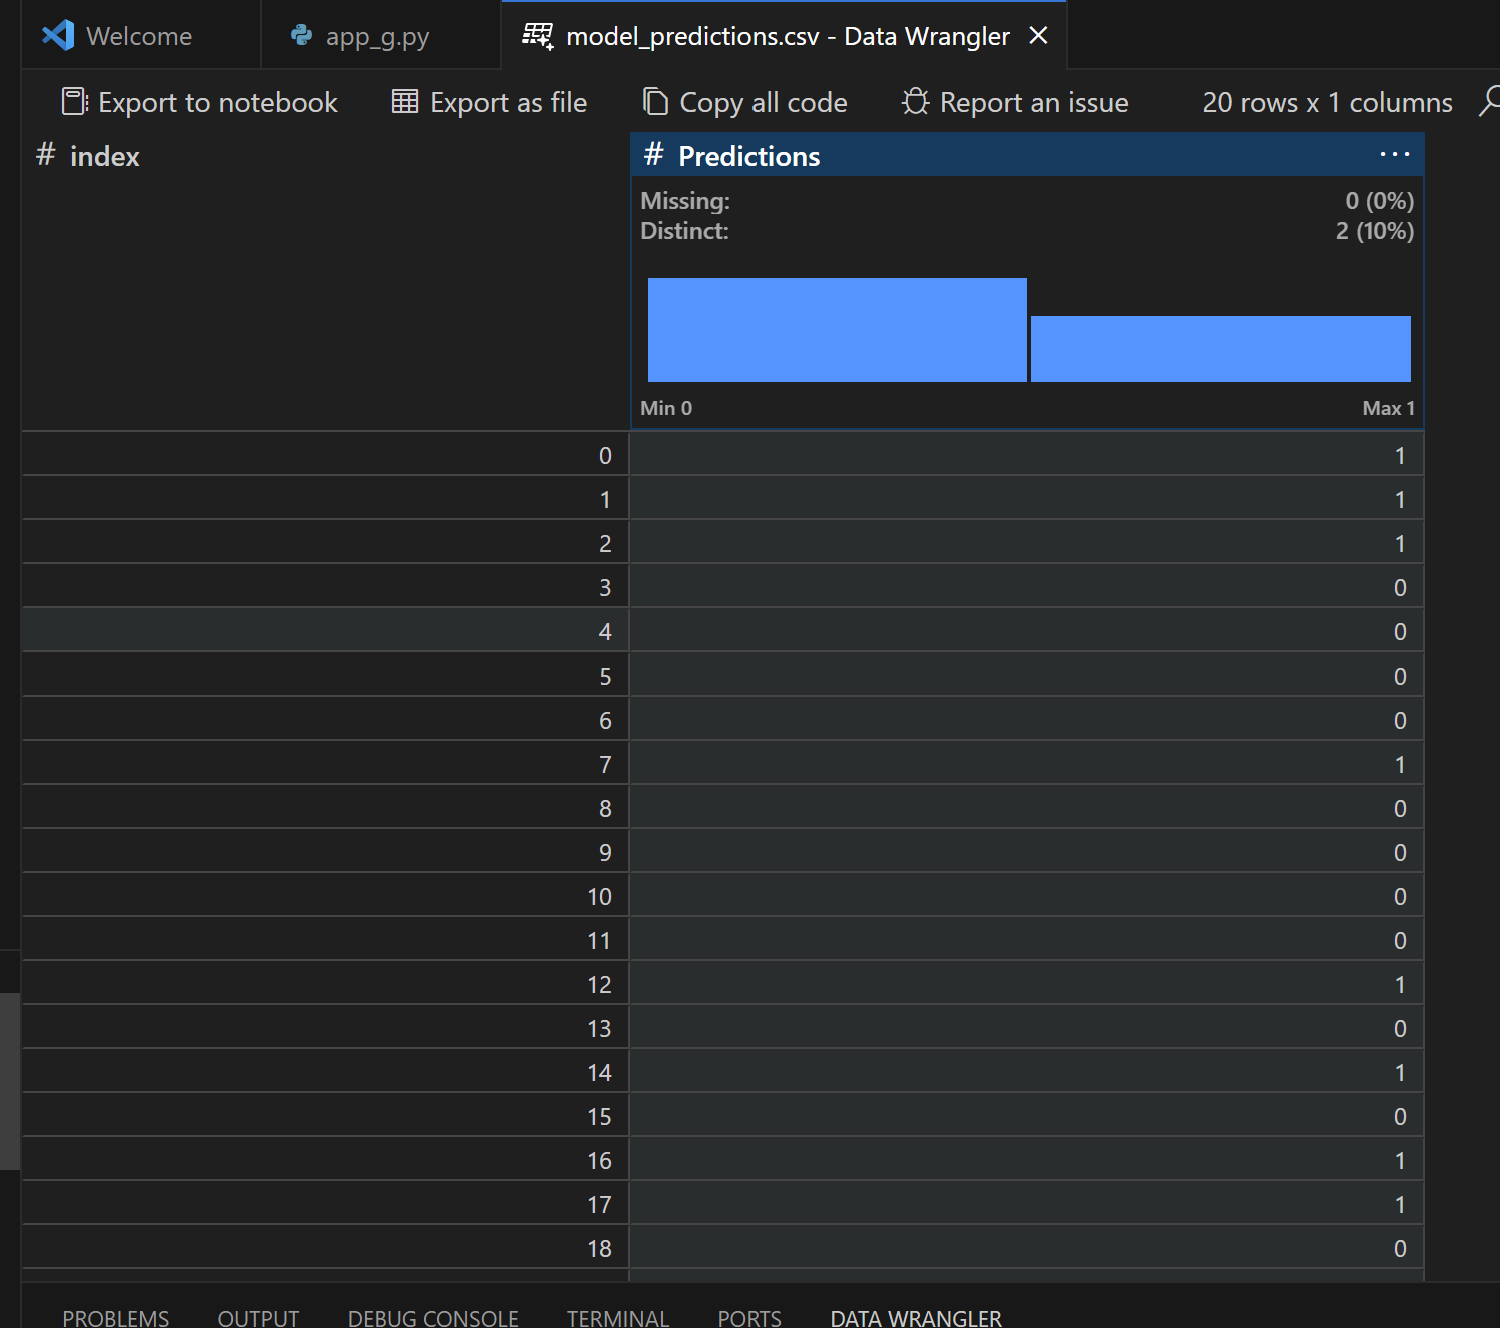 Welcome
app_g.py
model_predictions.csv - Data Wrangler
Export to notebook
Export as file
Copy all code
Report an issue
20 rows x 1 columns
# index
# Predictions
Missing: 0 (0%)
Distinct: 2 (10%)
Min 0 Max 1
0 1
1 1
2 1
3 0
4 0
5 0
6 0
7 1
8 0
9 0
10 0
11 0
12 1
13 0
14 1
15 0
16 1
17 1
18 0
PROBLEMS OUTPUT DEBUG CONSOLE TERMINAL PORTS DATA WRANGLER